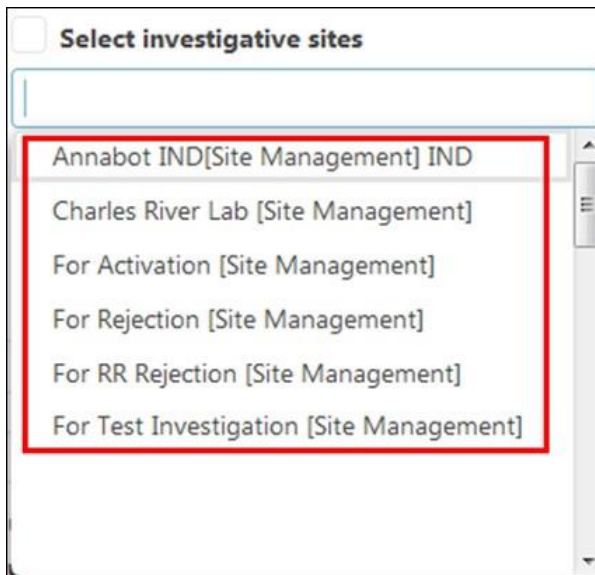 Select investigative sites
Annabot IND[Site Management] IND
Charles River Lab [Site Management]
For Activation [Site Management]
For Rejection [Site Management]
For RR Rejection [Site Management]
For Test Investigation [Site Management]